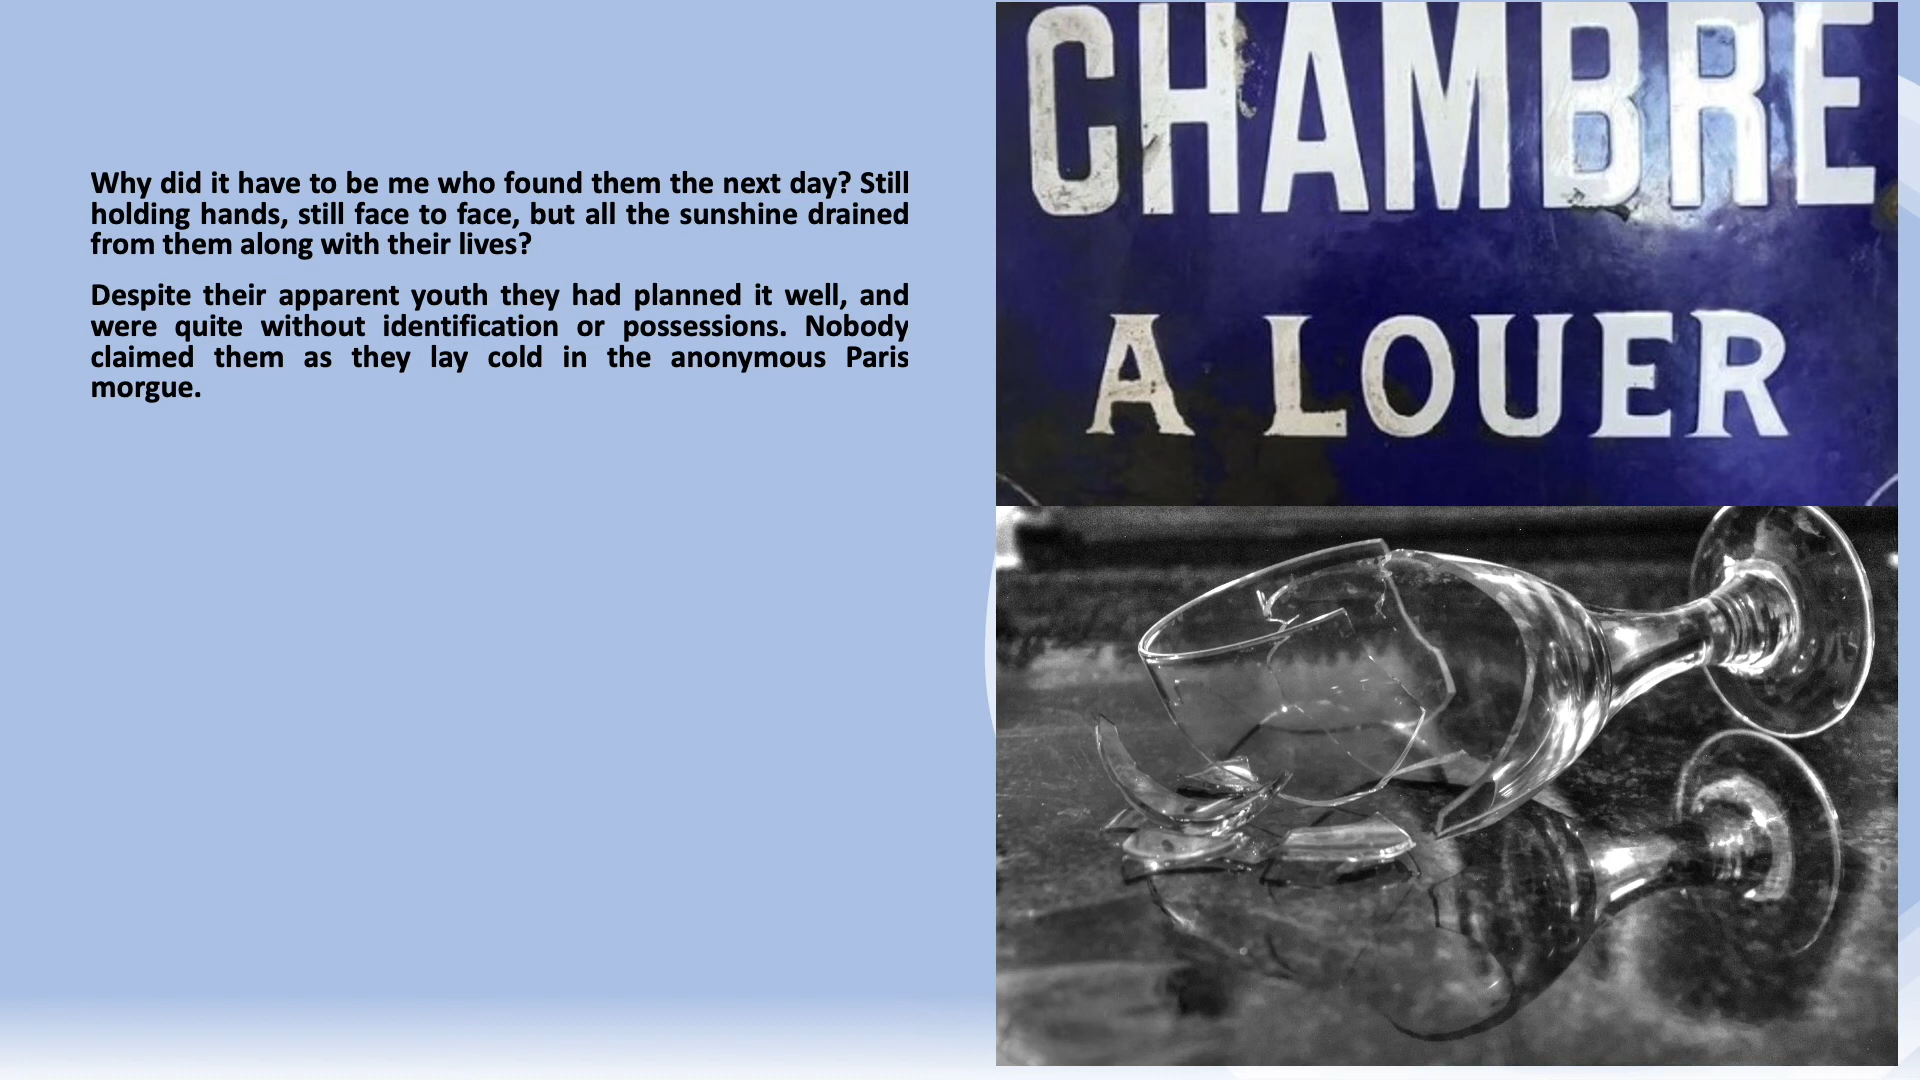 Why did it have to be me who found them the next day? Still
holding hands, still face to face, but all the sunshine drained
from them along with their lives?
Despite their apparent youth they had planned it well, and
were quite without identification or possessions. Nobody
claimed them as they lay cold in the anonymous Paris
morgue.
CHAMBRE
A LOUER